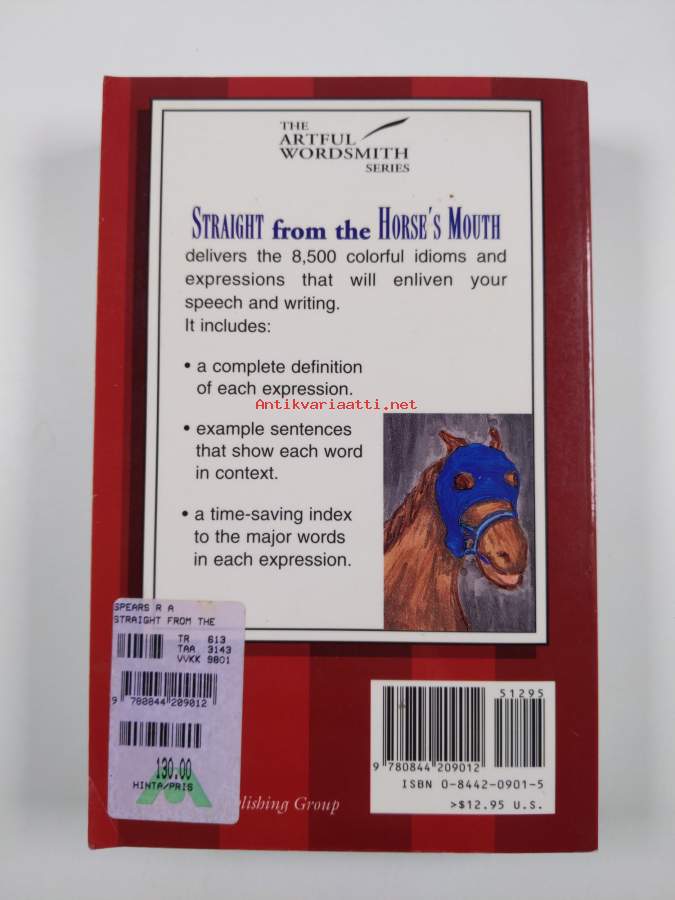 THE
ARTFUL
WORDSMITH
SERIES
STRAIGHT from the HORSE'S MOUTH
delivers the 8,500 colorful idioms and
expressions that will enliven your
speech and writing.
It includes:
• a complete definition
of each expression.
Antikvariaatti.net
• example sentences
that show each word
in context.
• a time-saving index
to the major words
in each expression.
SPEARS R A
STRAIGHT FROM THE
TR 613
TAA 3143
VVKK 9801
9 780844 209012
130.00
HINTA/PRIS
Group
51295
9 780844 209012
ISBN 0-8442-0901-5
>$12.95 U.S.